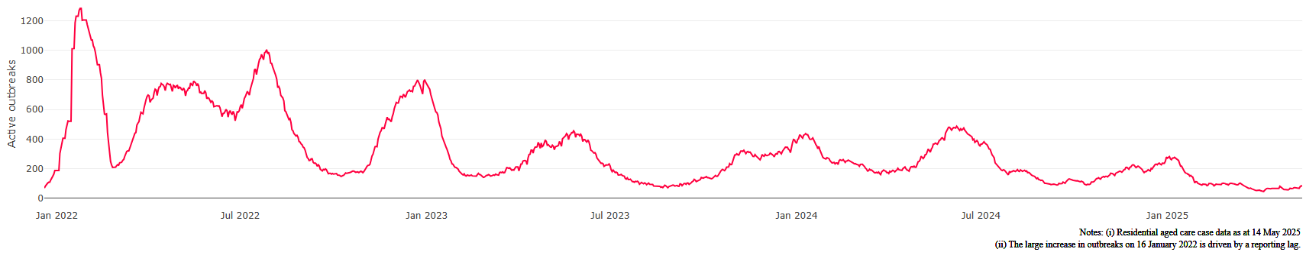 Active outbreaks
1200
1000
800
600
400
200
0
Jan 2022
Jul 2022
Jan 2023
Jul 2023
Jan 2024
Jul 2024
Jan 2025
Notes: (i) Residential aged care case data as at 14 May 2025
(ii) The large increase in outbreaks on 16 January 2022 is driven by a reporting lag.